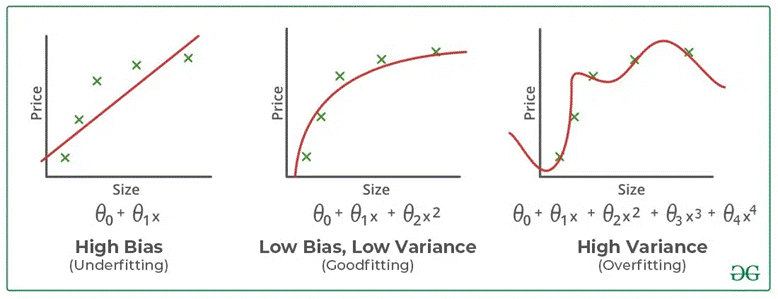 Price
Size
θ₀ + θ₁x
High Bias
(Underfitting)
Price
Size
θ₀ + θ₁x + θ₂x²
Low Bias, Low Variance
(Goodfitting)
Price
Size
θ₀ + θ₁x + θ₂x² + θ₃x³ + θ₄x⁴
High Variance
(Overfitting)